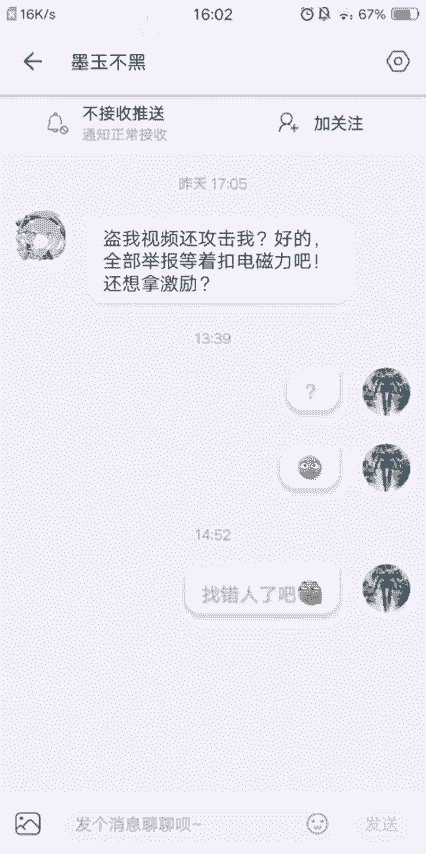 16K/s
16:02
67%
墨玉不黑
不接收推送
通知正常接收
加关注
昨天 17:05
盗我视频还攻击我？好的，
全部举报等着扣电磁力吧！
还想拿激励？
13:39
？
14:52
找错人了吧
发个消息聊聊呗~
发送